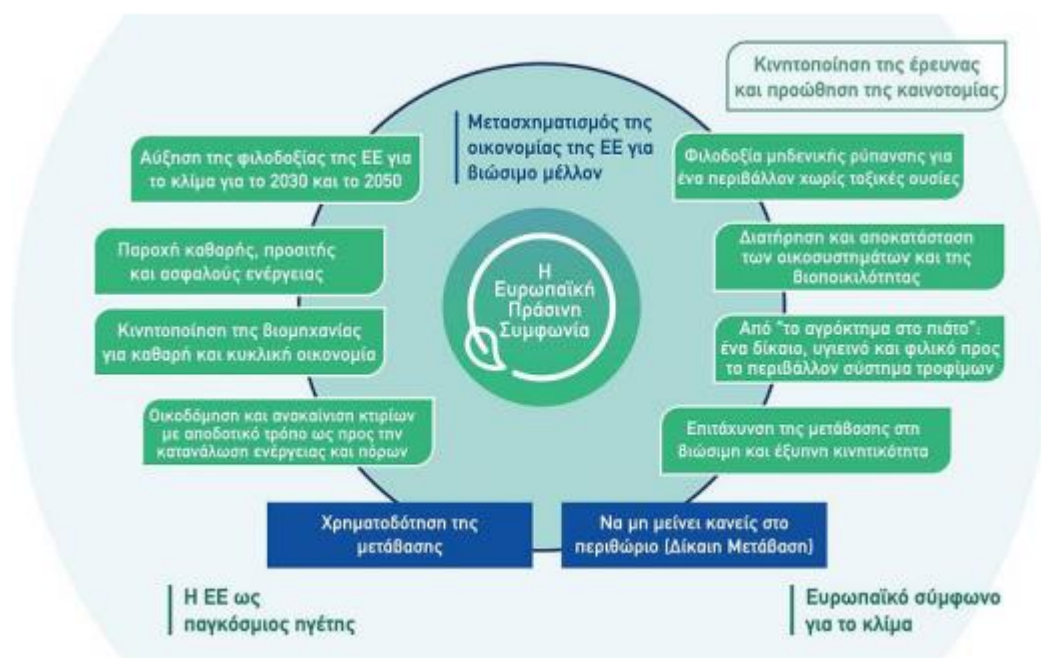 Κινητοποίηση της έρευνας
και προώθηση της καινοτομίας
Μετασχηματισμός της
οικονομίας της ΕΕ για
βιώσιμο μέλλον
Αύξηση της φιλοδοξίας της ΕΕ για
το κλίμα για το 2030 και το 2050
Παροχή καθαρής, προσιτής
και ασφαλούς ενέργειας
Κινητοποίηση της βιομηχανίας
για καθαρή και κυκλική οικονομία
Οικοδόμηση και ανακαίνιση κτιρίων
με αποδοτικό τρόπο ως προς την
κατανάλωση ενέργειας και πόρων
Η
Ευρωπαϊκή
Πράσινη
Συμφωνία
Φιλοδοξία μηδενικής ρύπανσης για
ένα περιβάλλον χωρίς τοξικές ουσίες
Διατήρηση και αποκατάσταση
των οικοσυστημάτων και της
βιοποικιλότητας
Από "το αγρόκτημα στο πιάτο":
ένα δίκαιο, υγιεινό και φιλικό προς
το περιβάλλον σύστημα τροφίμων
Επιτάχυνση της μετάβασης στη
βιώσιμη και έξυπνη κινητικότητα
Χρηματοδότηση της
μετάβασης
Να μη μείνει κανείς στο
περιθώριο (Δίκαιη Μετάβαση)
Η ΕΕ ως
παγκόσμιος ηγέτης
Ευρωπαϊκό σύμφωνο
για το κλίμα